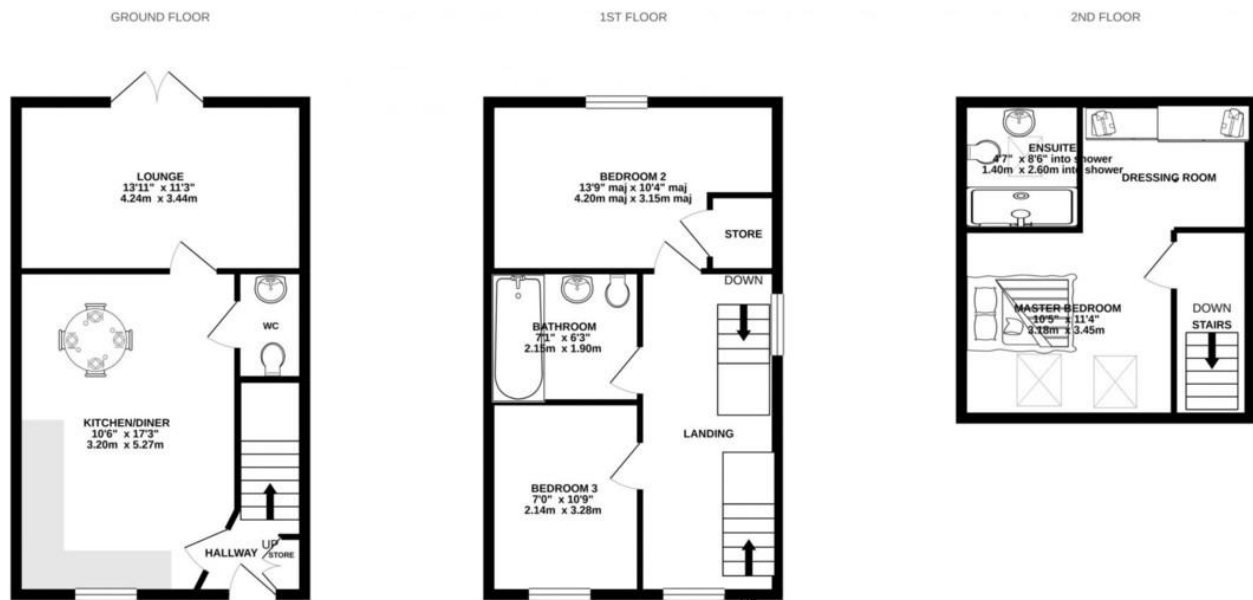 GROUND FLOOR
1ST FLOOR
2ND FLOOR
LOUNGE
13'11" x 11'3"
4.24m x 3.44m
WC
KITCHEN/DINER
10'6" x 17'3"
3.20m x 5.27m
UP
HALLWAY
STORE
BEDROOM 2
13'9" maj x 10'4" maj
4.20m maj x 3.15m maj
STORE
DOWN
BATHROOM
7'1" x 6'3"
2.15m x 1.90m
LANDING
BEDROOM 3
7'0" x 10'9"
2.14m x 3.28m
ENSUITE
4'7" x 8'6" into shower
1.40m x 2.60m into shower
DRESSING ROOM
MASTER BEDROOM
10'5" x 11'4"
3.18m x 3.45m
DOWN
STAIRS